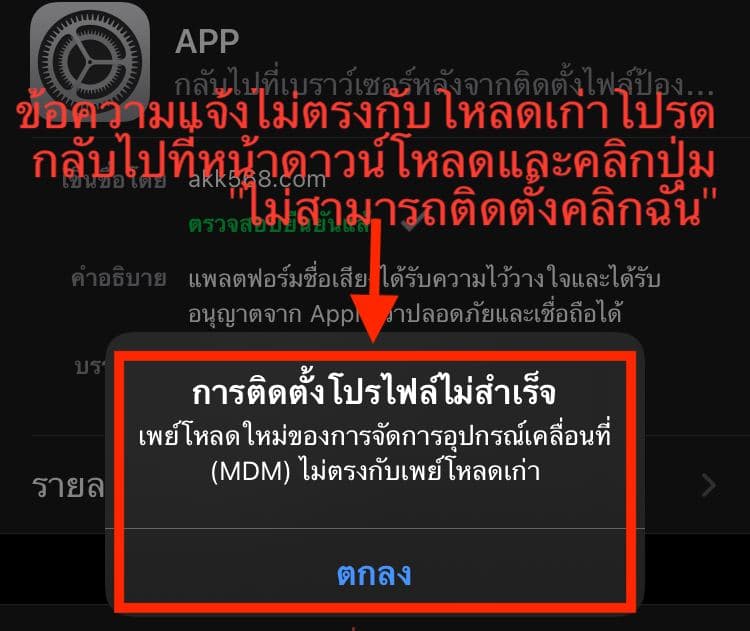 APP
กลับไปที่เบราว์เซอร์หลังจากติดตั้งไฟล์ป้อง...
ข้อความแจ้งไม่ตรงกับโหลดเก่าโปรด
กลับไปที่หน้าดาวน์โหลดและคลิกปุ่ม
"ไม่สามารถติดตั้งคลิกฉัน"
เซ็นชื่อโดย akk568.com
ตรวจสอบยืนยันแล้ว
คำอธิบาย แพลตฟอร์มชื่อเสียงได้รับความไว้วางใจและได้รับ
อนุญาตจาก Apple ว่าปลอดภัยและเชื่อถือได้
การติดตั้งโปรไฟล์ไม่สำเร็จ
เพย์โหลดใหม่ของการจัดการอุปกรณ์เคลื่อนที่
(MDM) ไม่ตรงกับเพย์โหลดเก่า
ตกลง